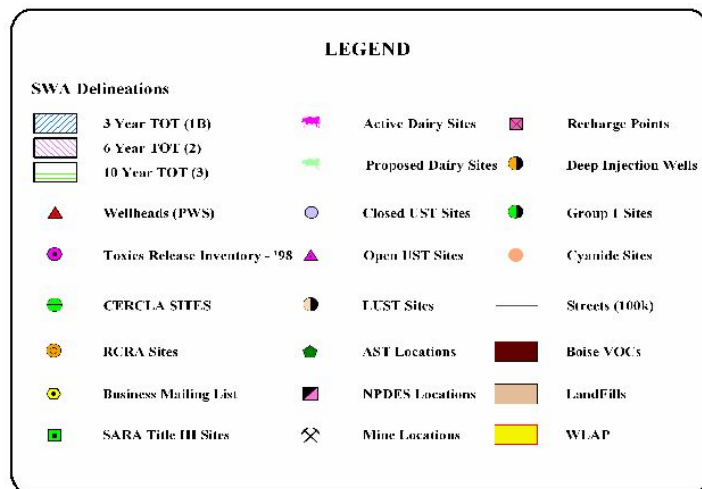 LEGEND
SWA Delineations
3 Year TOT (1B)
6 Year TOT (2)
10 Year TOT (3)
Wellheads (PWS)
Toxics Release Inventory - '98
CERCLA SITES
RCRA Sites
Business Mailing List
SARA Title III Sites
Active Dairy Sites
Proposed Dairy Sites
Closed UST Sites
Open UST Sites
LUST Sites
AST Locations
NPDES Locations
Mine Locations
Recharge Points
Deep Injection Wells
Group 1 Sites
Cyanide Sites
Streets (100k)
Boise VOCs
LandFills
WLAP